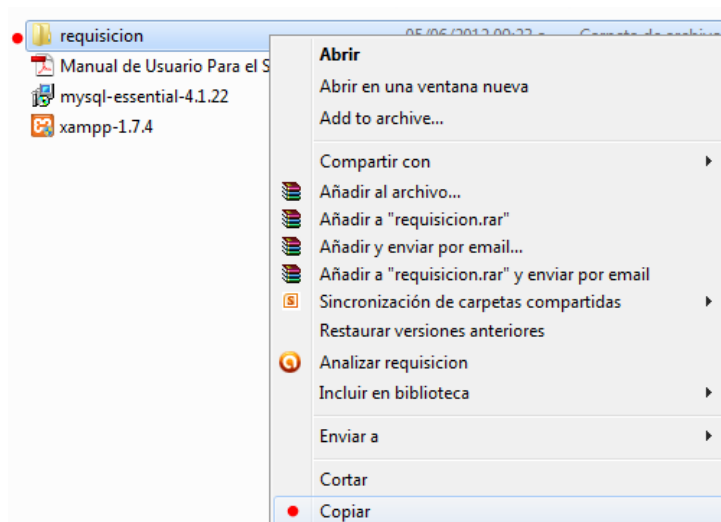 requisicion
Abrir
Manual de Usuario Para el S
Abrir en una ventana nueva
mysql-essential-4.1.22
Add to archive...
xampp-1.7.4
Compartir con
Añadir al archivo...
Añadir a "requisicion.rar"
Añadir y enviar por email...
Añadir a "requisicion.rar" y enviar por email
Sincronización de carpetas compartidas
Restaurar versiones anteriores
Analizar requisicion
Incluir en biblioteca
Enviar a
Cortar
Copiar